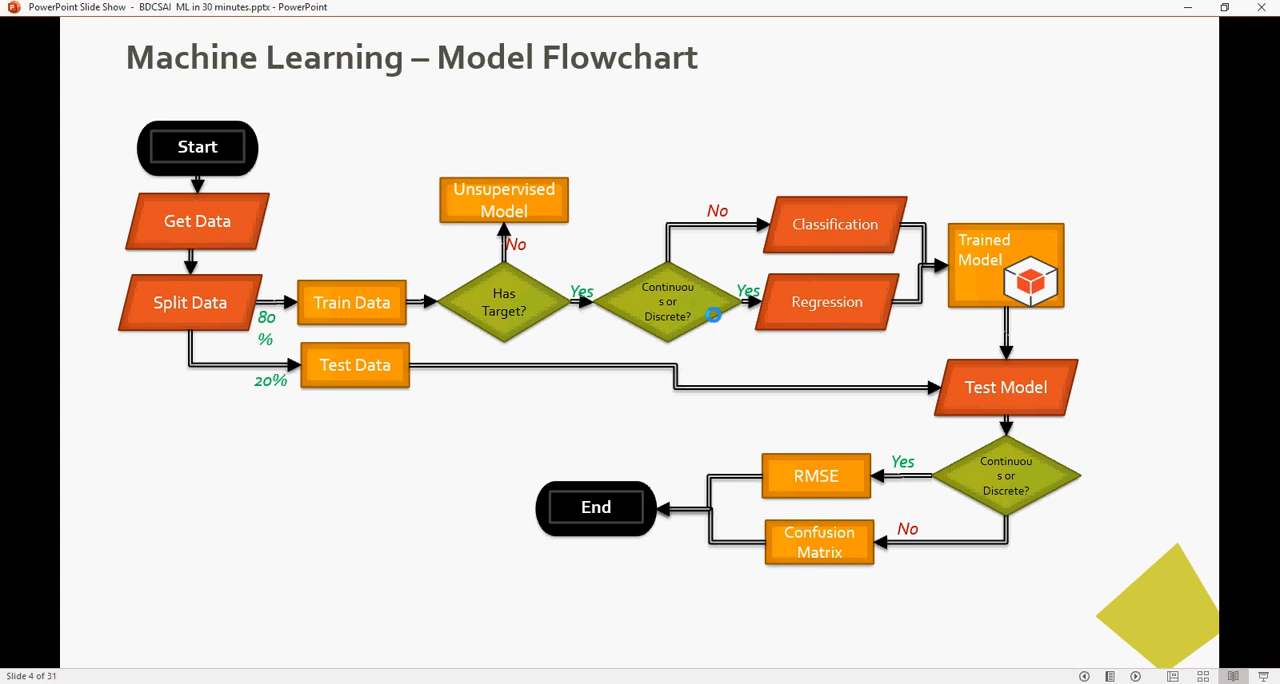 PowerPoint Slide Show - BDCSAI ML in 30 minutes.pptx - PowerPoint
Machine Learning – Model Flowchart
Start
Get Data
Split Data
80
%
20%
Train Data
Test Data
Has
Target?
No
Unsupervised
Model
Yes
Continuou
s or
Discrete?
No
Yes
Classification
Regression
Trained
Model
Test Model
Continuou
s or
Discrete?
Yes
No
RMSE
Confusion
Matrix
End
Slide 4 of 31